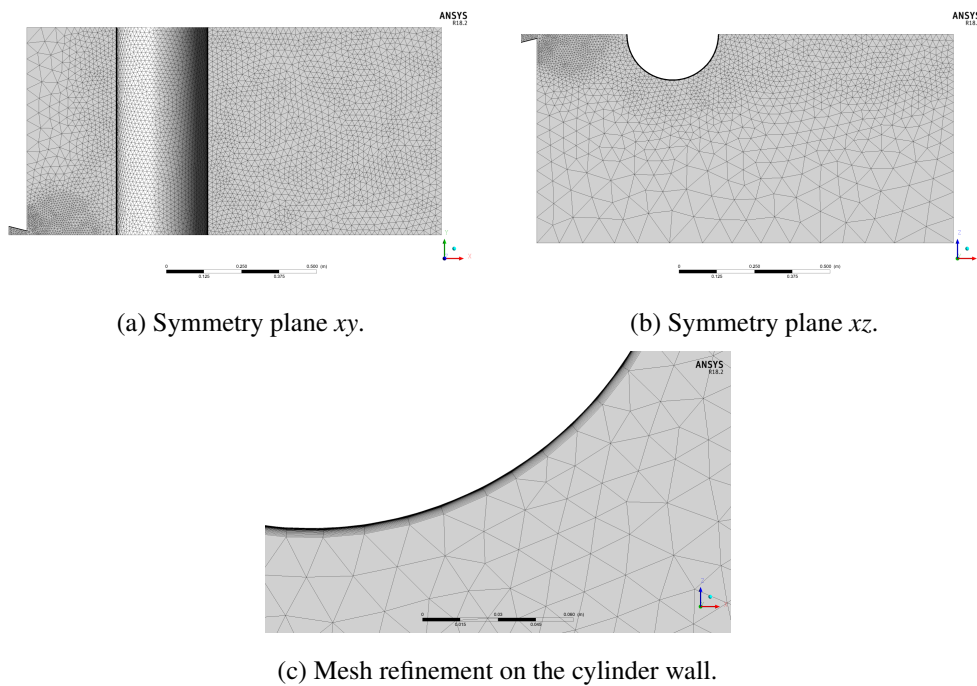 ANSYS
R18.2
Y
X
0 0.250 0.500 (m)
0.125 0.375
(a) Symmetry plane xy.
ANSYS
R18.2
Z
0 0.250 0.500 (m)
0.125 0.375
(b) Symmetry plane xz.
ANSYS
R18.2
Z
0 0.03 0.060 (m)
0.015 0.045
(c) Mesh refinement on the cylinder wall.